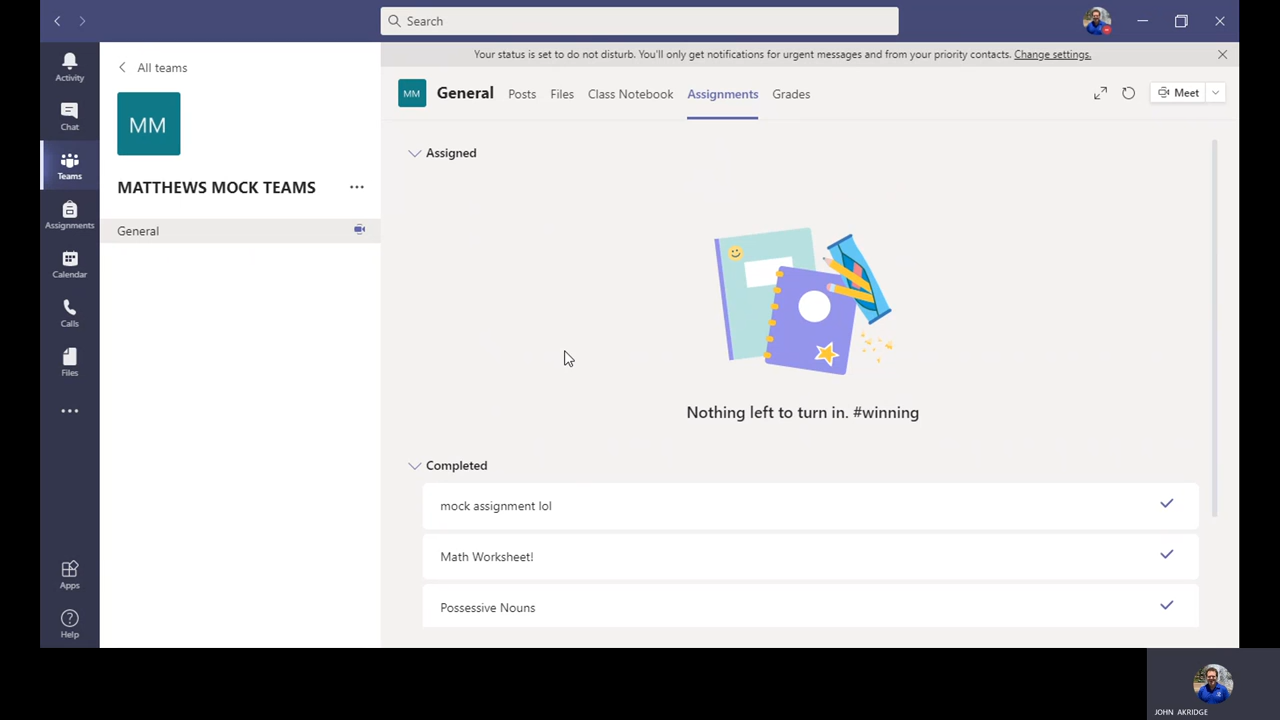 Search
Your status is set to do not disturb. You'll only get notifications for urgent messages and from your priority contacts. Change settings.
Activity
Chat
Teams
Assignments
Calendar
Calls
Files
Apps
Help
All teams
MM
MATTHEWS MOCK TEAMS
General
MM
General
Posts
Files
Class Notebook
Assignments
Grades
Meet
Assigned
Nothing left to turn in. #winning
Completed
mock assignment lol
Math Worksheet!
Possessive Nouns
JOHN AKRIDGE